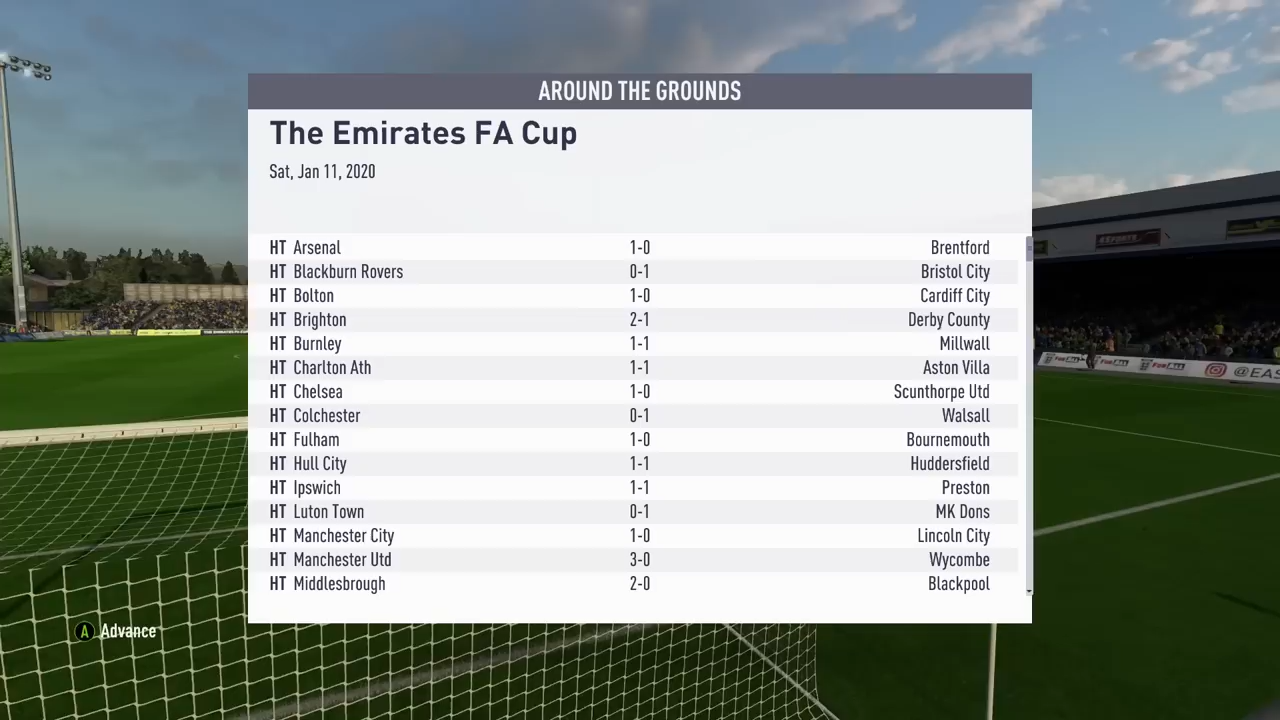 AROUND THE GROUNDS
The Emirates FA Cup
Sat, Jan 11, 2020
HT Arsenal 1-0 Brentford
HT Blackburn Rovers 0-1 Bristol City
HT Bolton 1-0 Cardiff City
HT Brighton 2-1 Derby County
HT Burnley 1-1 Millwall
HT Charlton Ath 1-1 Aston Villa
HT Chelsea 1-0 Scunthorpe Utd
HT Colchester 0-1 Walsall
HT Fulham 1-0 Bournemouth
HT Hull City 1-1 Huddersfield
HT Ipswich 1-1 Preston
HT Luton Town 0-1 MK Dons
HT Manchester City 1-0 Lincoln City
HT Manchester Utd 3-0 Wycombe
HT Middlesbrough 2-0 Blackpool
A Advance
@EAS